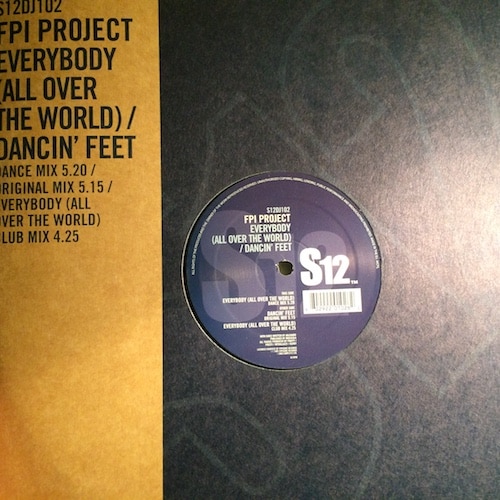 S12DJ102
FPI PROJECT
EVERYBODY
(ALL OVER
THE WORLD) /
DANCIN' FEET
DANCE MIX 5.20 /
ORIGINAL MIX 5.15 /
EVERYBODY (ALL
OVER THE WORLD)
CLUB MIX 4.25
S12DJ102
FPI PROJECT
EVERYBODY
(ALL OVER THE WORLD)
/ DANCIN' FEET
S12 TM
EVERYBODY (ALL OVER THE WORLD)
DANCE MIX 5.20
DANCIN' FEET
ORIGINAL MIX 5.15
EVERYBODY (ALL OVER THE WORLD)
CLUB MIX 4.25